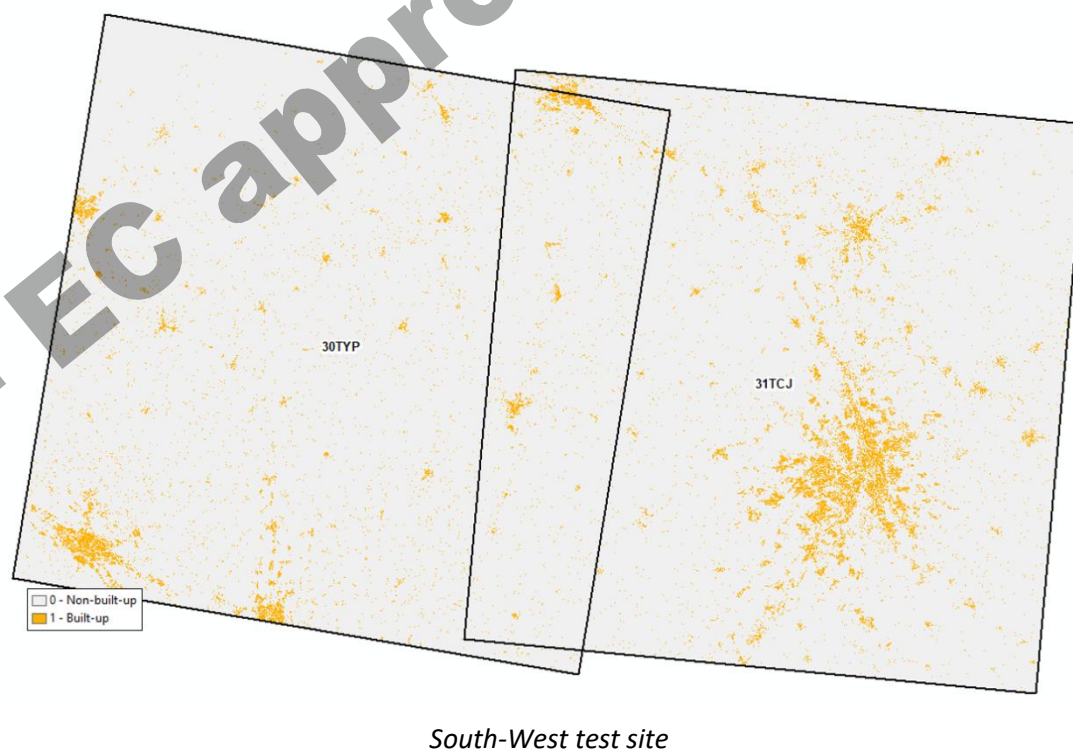 EC appro
30TYP
31TCJ
0 - Non-built-up
1 - Built-up
South-West test site